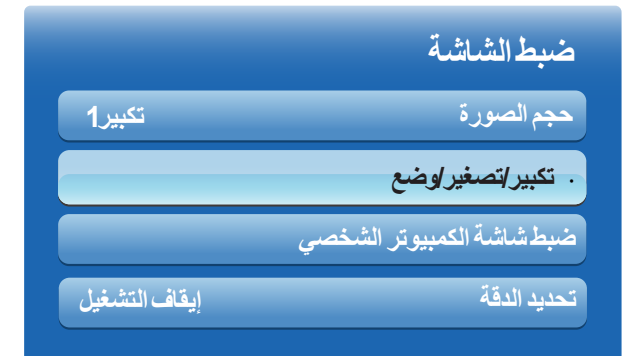 ضبط الشاشة
حجم الصورة تكبير1
· تكبير/تصغير/وضع
ضبط شاشة الكمبيوتر الشخصي
تحديد الدقة إيقاف التشغيل